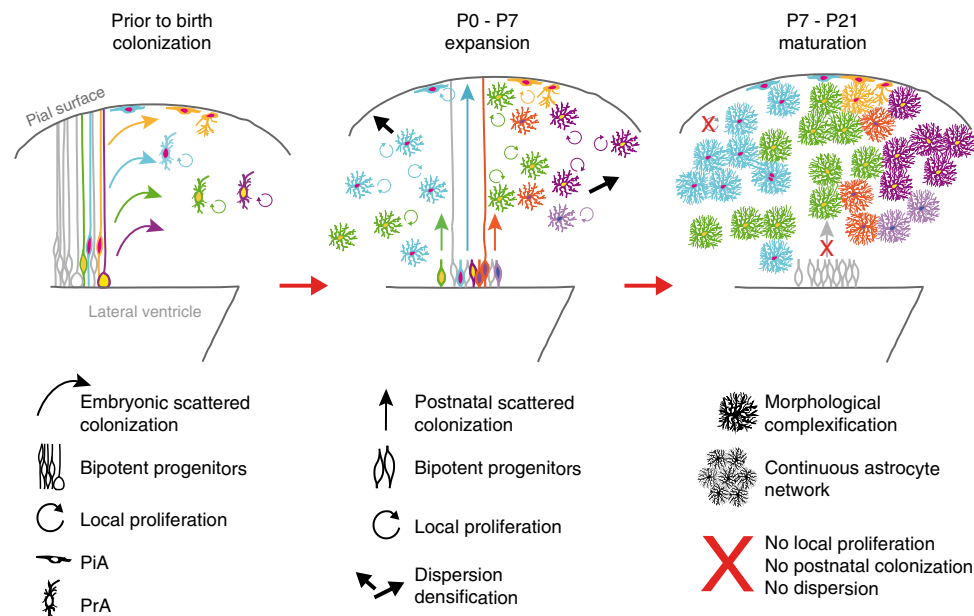 Prior to birth
colonization
P0 - P7
expansion
P7 - P21
maturation
Pial surface
X
X
Lateral ventricle
Embryonic scattered
colonization
Bipotent progenitors
Local proliferation
PiA
PrA
Postnatal scattered
colonization
Bipotent progenitors
Local proliferation
Dispersion
densification
Morphological
complexification
Continuous astrocyte
network
X
No local proliferation
No postnatal colonization
No dispersion